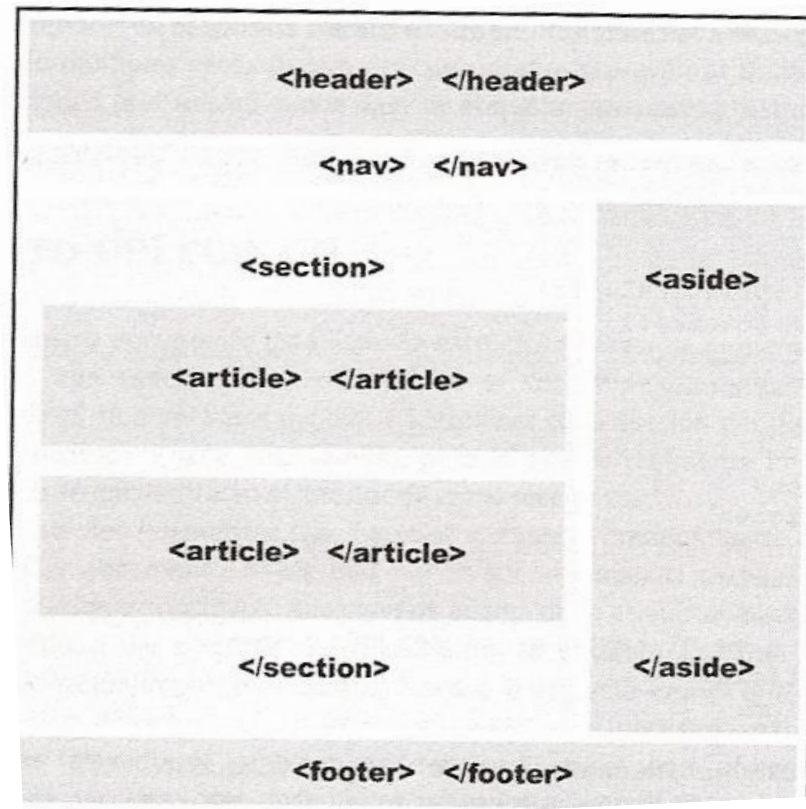 <header> </header>
<nav> </nav>
<section>
<aside>
<article> </article>
<article> </article>
</section>
</aside>
<footer> </footer>